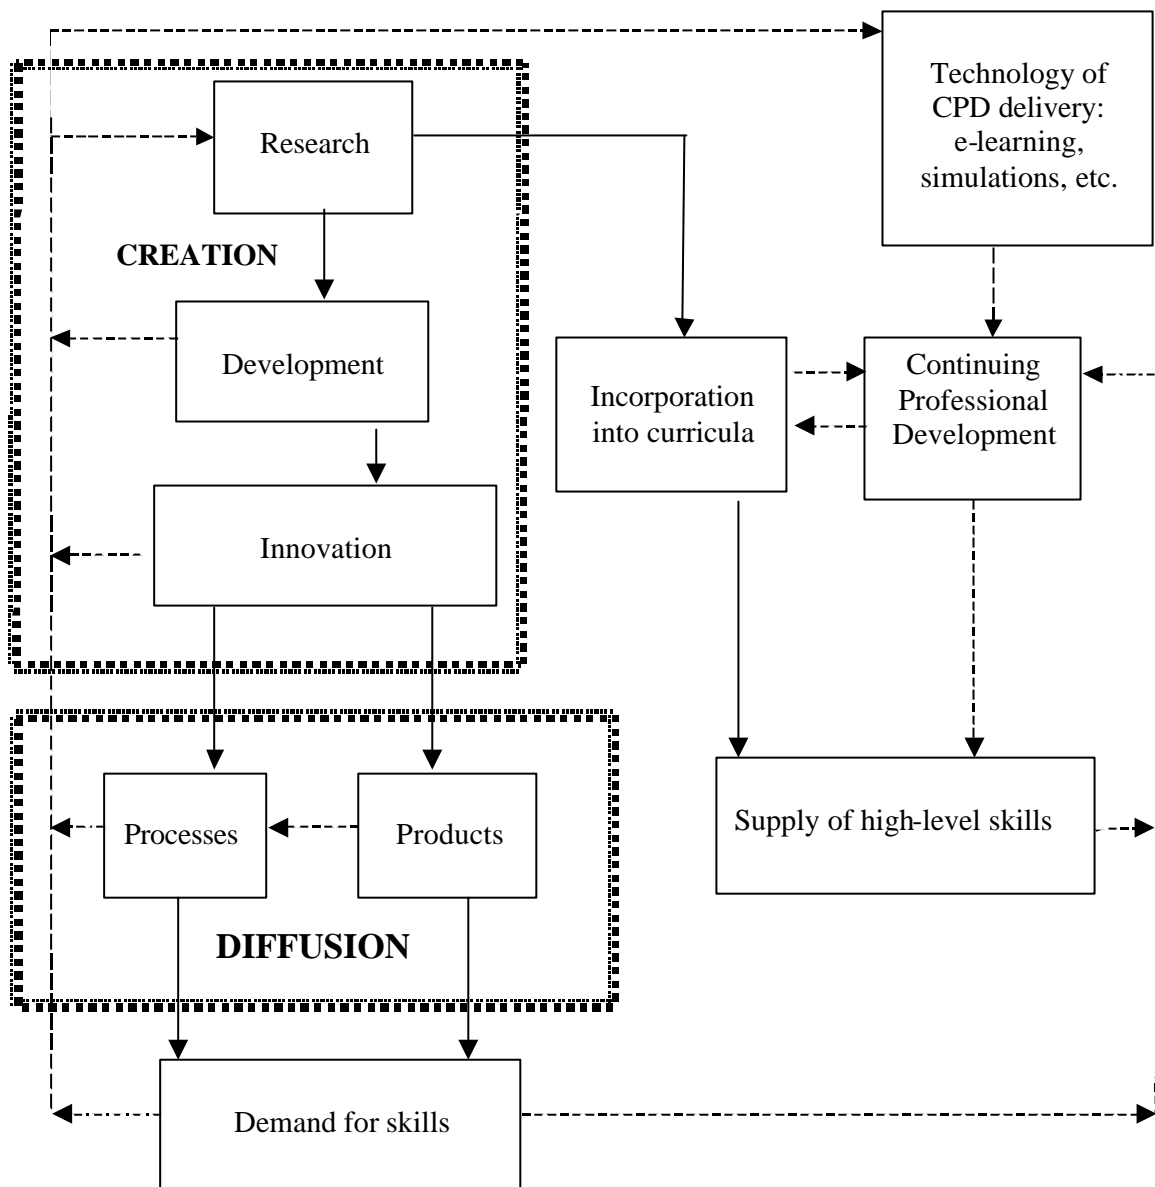 Technology of
CPD delivery:
e-learning,
simulations, etc.
Research
CREATION
Development
Incorporation
into curricula
Continuing
Professional
Development
Innovation
Processes
Products
Supply of high-level skills
DIFFUSION
Demand for skills